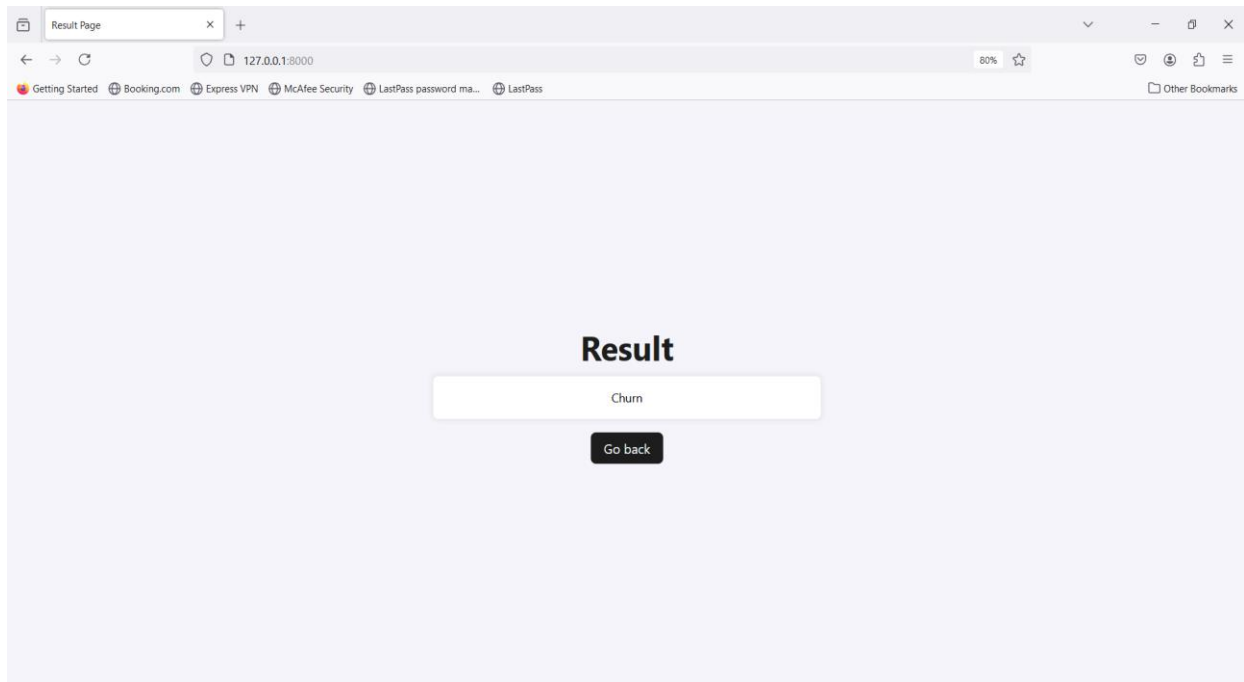 Result Page
127.0.0.1:8000
80%
Getting Started Booking.com Express VPN McAfee Security LastPass password ma... LastPass Other Bookmarks
Result
Churn
Go back